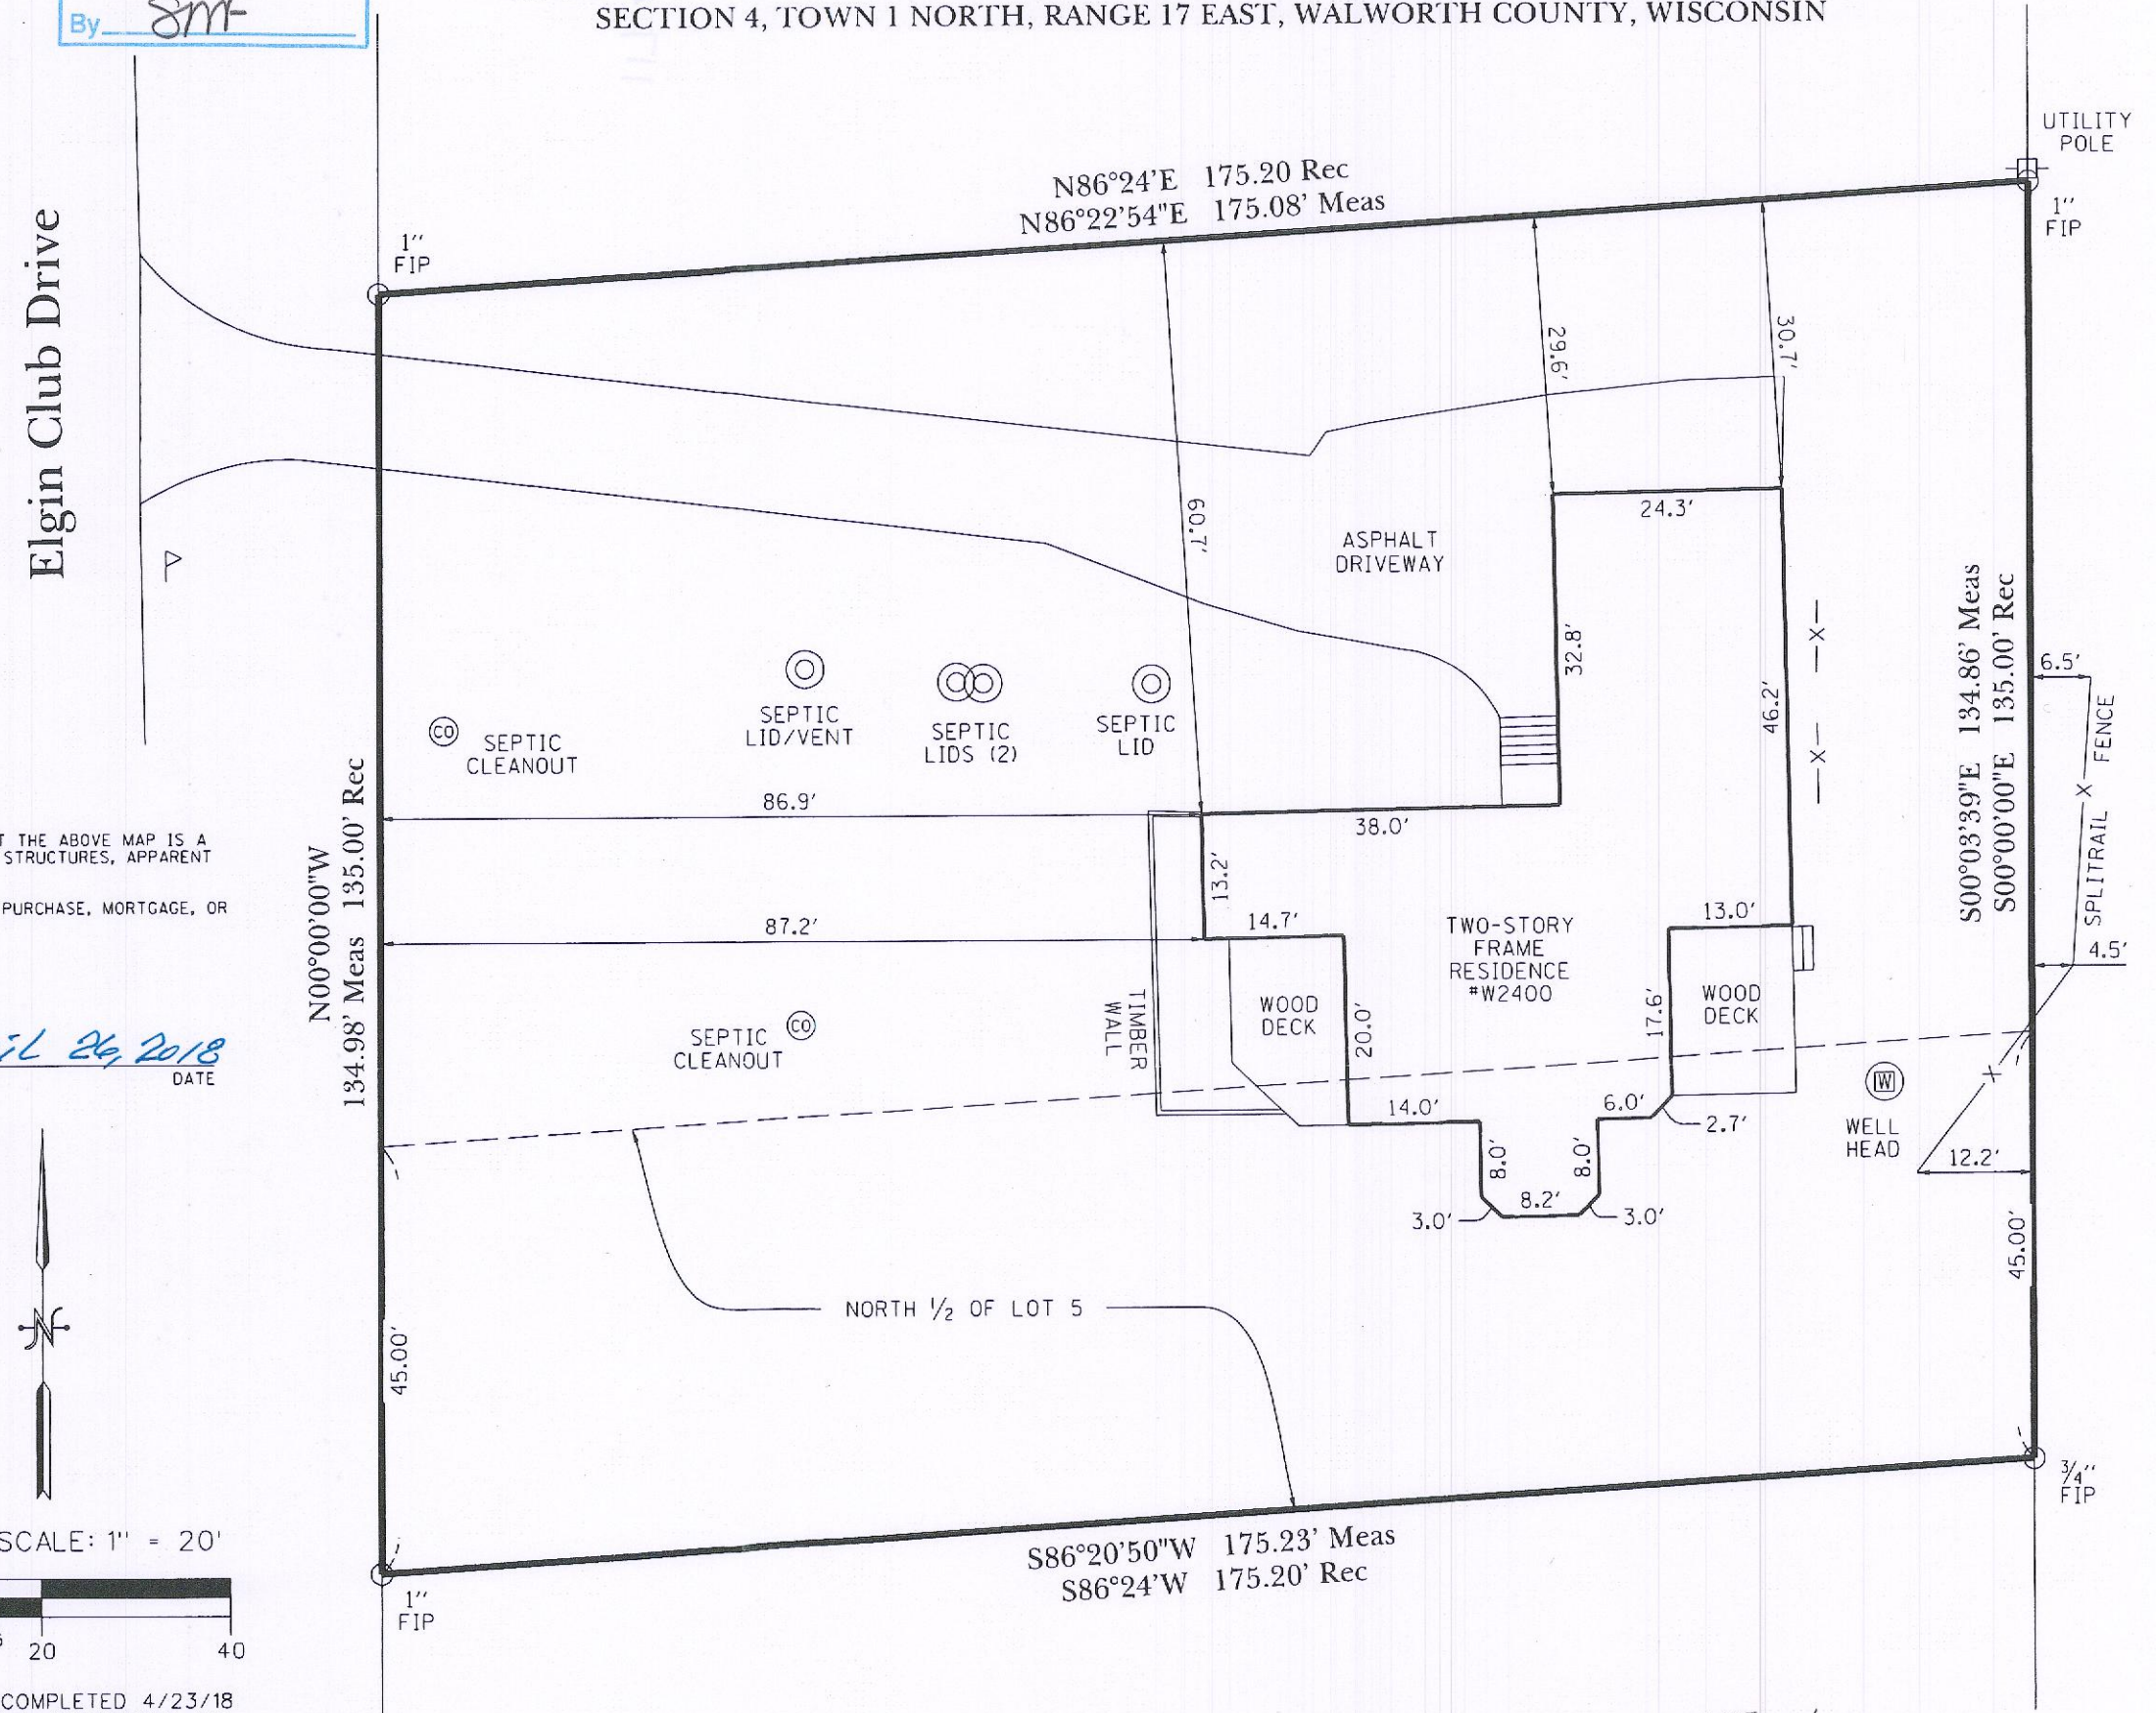 By SMF
SECTION 4, TOWN 1 NORTH, RANGE 17 EAST, WALWORTH COUNTY, WISCONSIN
UTILITY
POLE
N86°24'E 175.20 Rec
N86°22'54"E 175.08' Meas
1"
FIP
1"
FIP
Elgin Club Drive
P
60.7'
29.6'
30.7'
24.3'
ASPHALT
DRIVEWAY
32.8'
46.2'
X
X
S00°03'39"E 134.86' Meas
S00°00'00"E 135.00' Rec
6.5'
SPLITRAIL X FENCE
4.5'
CO
SEPTIC
CLEANOUT
SEPTIC
LID/VENT
SEPTIC
LIDS (2)
SEPTIC
LID
86.9'
38.0'
13.2'
87.2'
14.7'
13.0'
T THE ABOVE MAP IS A
STRUCTURES, APPARENT
PURCHASE, MORTGAGE, OR
N00°00'00"W
134.98' Meas 135.00' Rec
TWO-STORY
FRAME
RESIDENCE
#W2400
WOOD
DECK
20.0'
17.6'
WOOD
DECK
TIMBER
WALL
SEPTIC
CLEANOUT
CO
il 26, 2018
DATE
14.0'
6.0'
2.7'
8.0'
8.0'
8.2'
3.0'
3.0'
W
WELL
HEAD
X
12.2'
45.00'
NORTH 1/2 OF LOT 5
45.00'
N
S86°20'50"W 175.23' Meas
S86°24'W 175.20' Rec
3/4"
FIP
1"
FIP
SCALE: 1" = 20'
20
40
COMPLETED 4/23/18